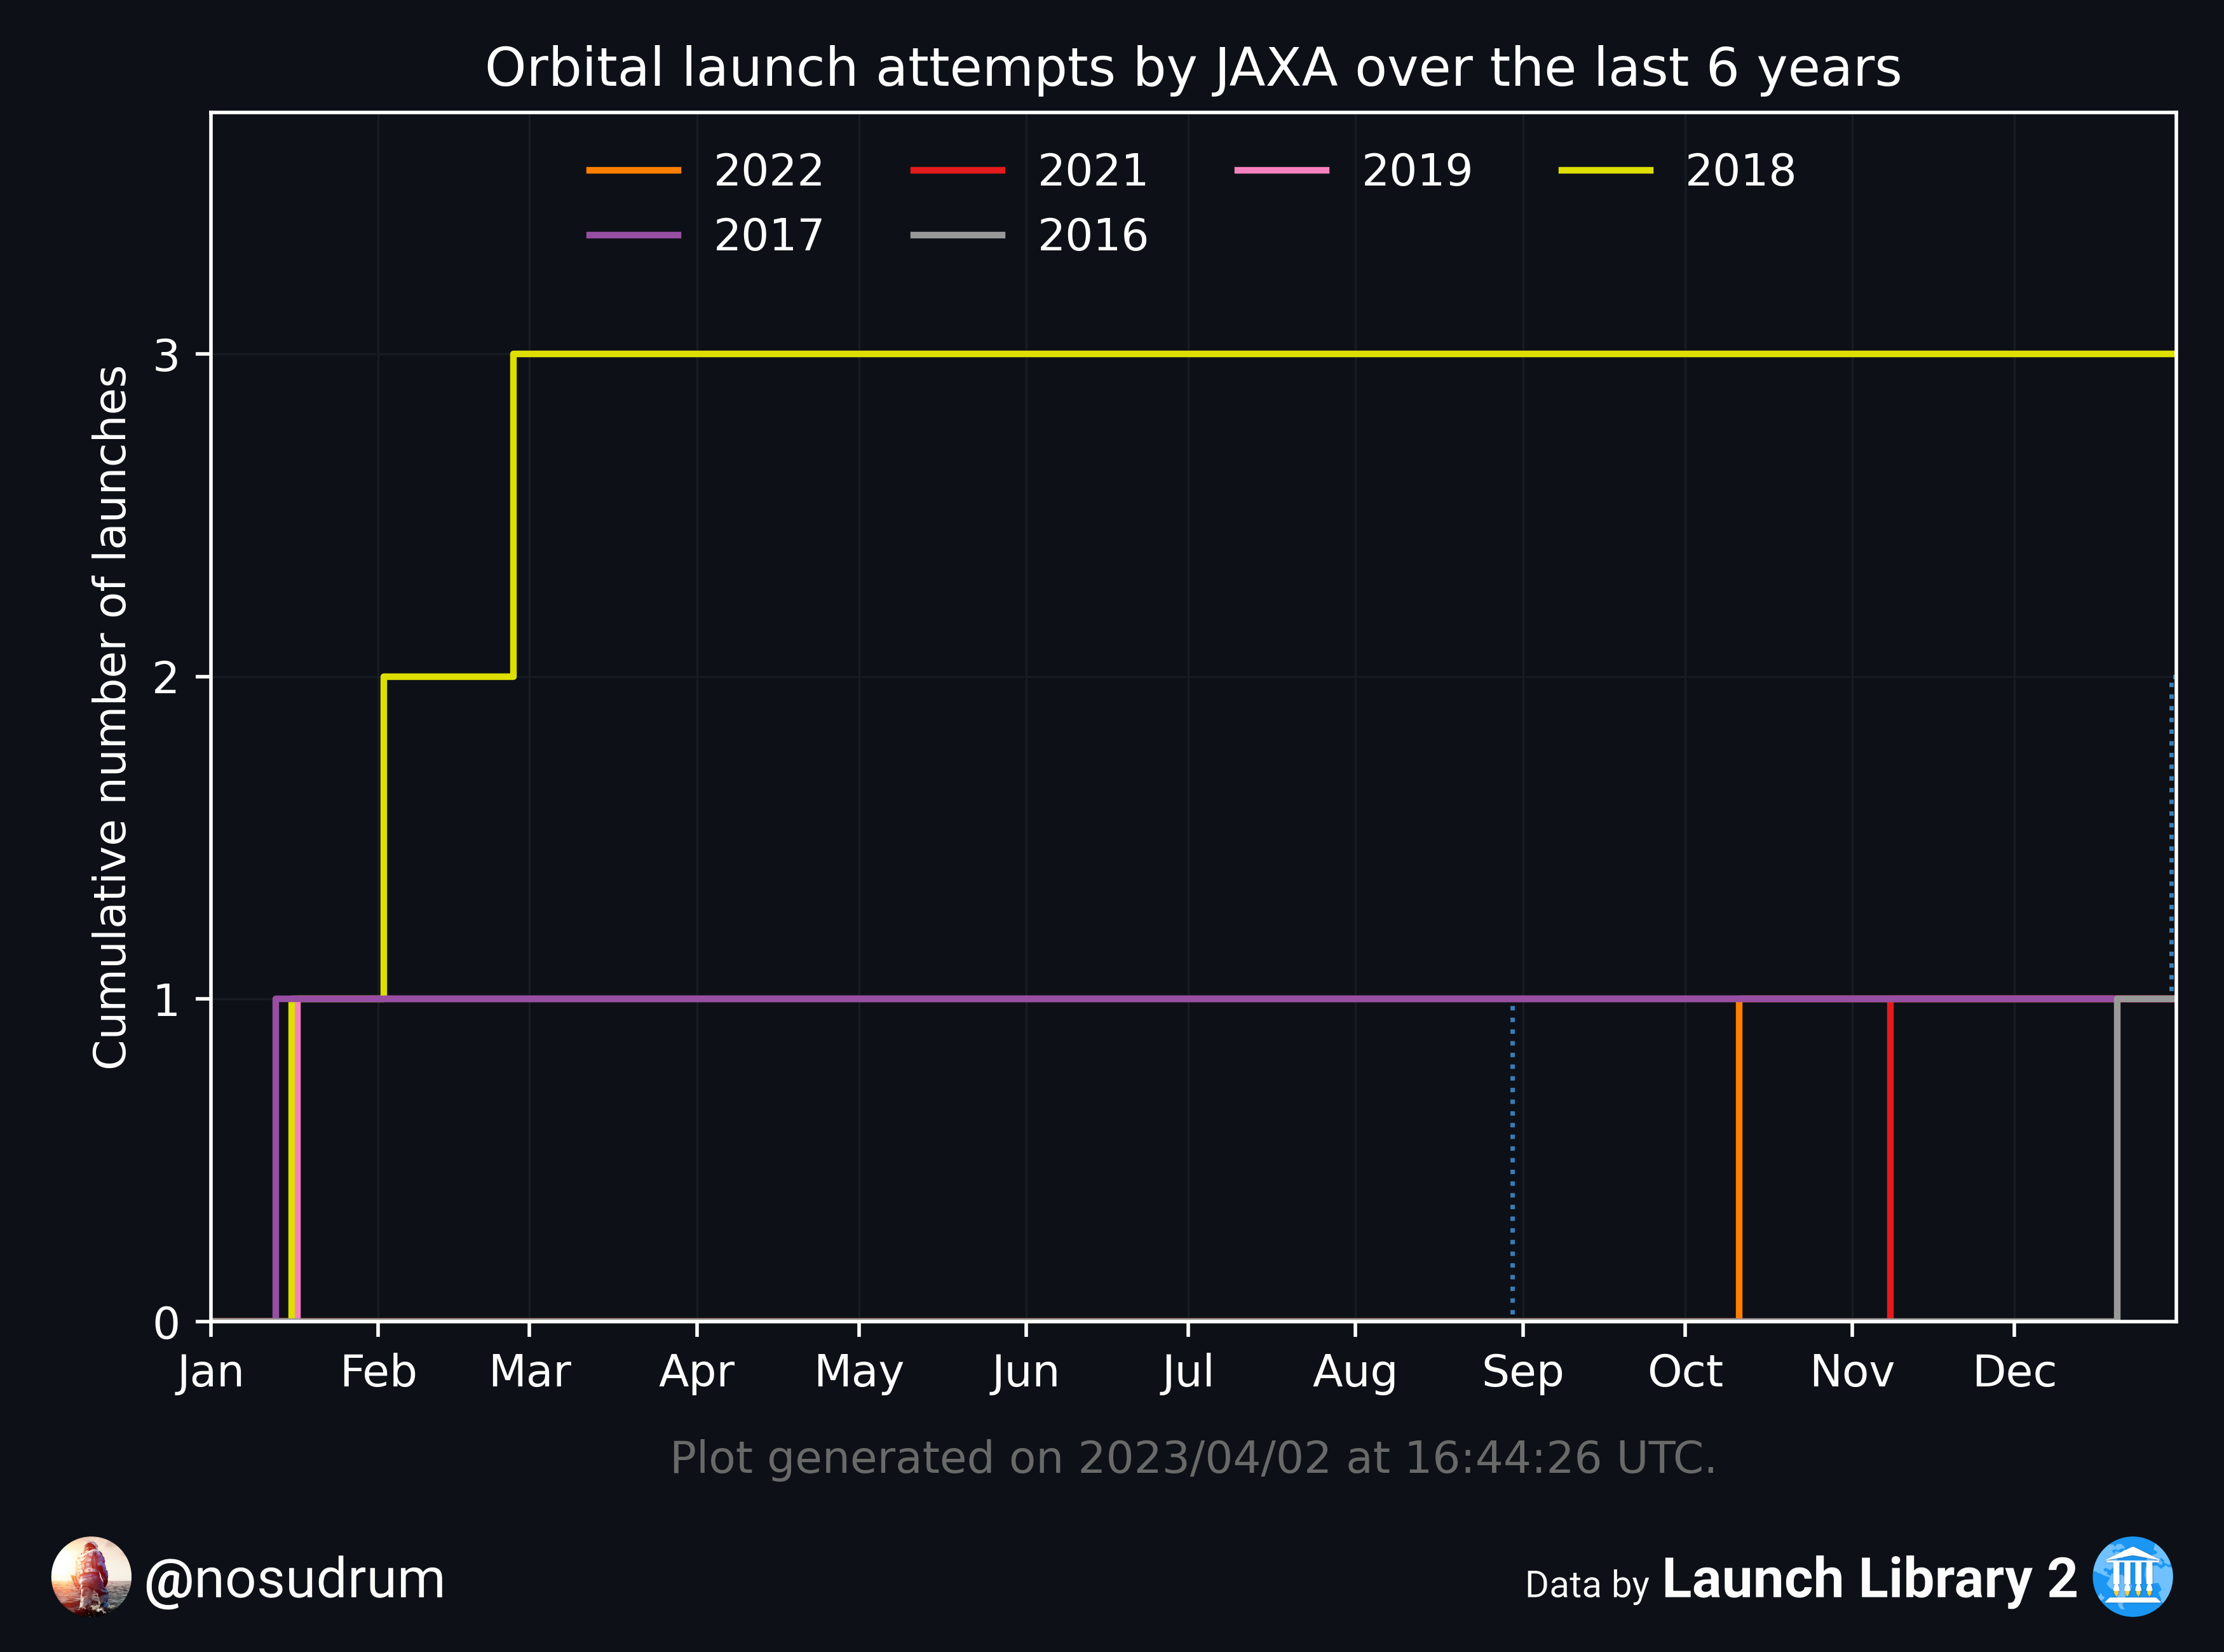 Orbital launch attempts by JAXA over the last 6 years
2022 2021 2019 2018
2017 2016
Cumulative number of launches
3
2
1
0
Jan Feb Mar Apr May Jun Jul Aug Sep Oct Nov Dec
Plot generated on 2023/04/02 at 16:44:26 UTC.
@nosudrum
Data by Launch Library 2